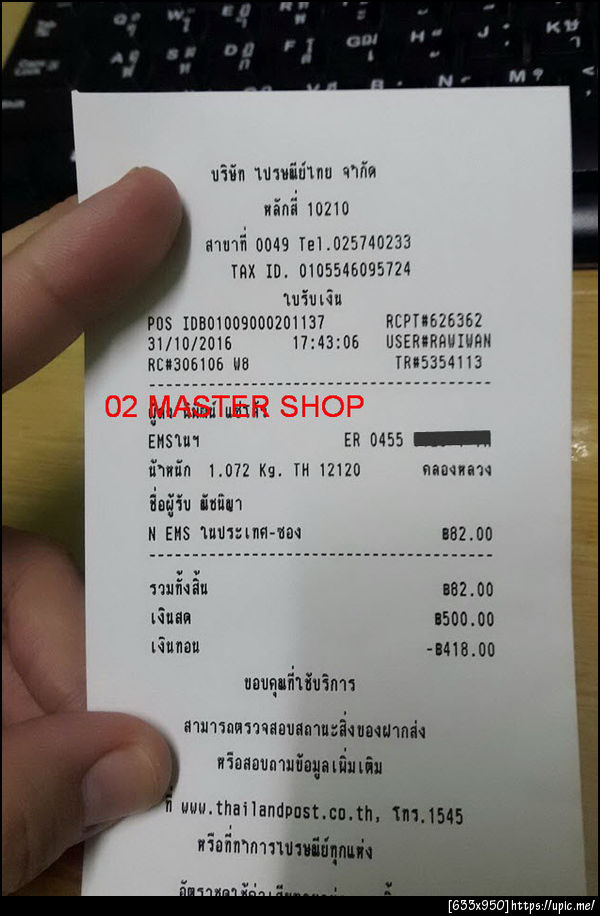 Q W E R
A S D F G H J K
B N M
บริษัท ไปรษณีย์ไทย จำกัด
หลักสี่ 10210
สาขาที่ 0049 Tel.025740233
TAX ID. 0105546095724
ใบรับเงิน
POS IDB01009000201137 RCPT#626362
31/10/2016 17:43:06 USER#RAWIWAN
RC#306106 W8 TR#5354113
02 MASTER SHOP
EMSในฯ ER 0455
น้ำหนัก 1.072 Kg. TH 12120 คลองหลวง
ชื่อผู้รับ ณัชนิฌา
N EMS ในประเทศ-ซอง ฿82.00
รวมทั้งสิ้น ฿82.00
เงินสด ฿500.00
เงินทอน -฿418.00
ขอบคุณที่ใช้บริการ
สามารถตรวจสอบสถานะสิ่งของฝากส่ง
หรือสอบถามข้อมูลเพิ่มเติม
ที่ www.thailandpost.co.th, โทร.1545
หรือที่ทำการไปรษณีย์ทุกแห่ง
[633x950]https://upic.me/